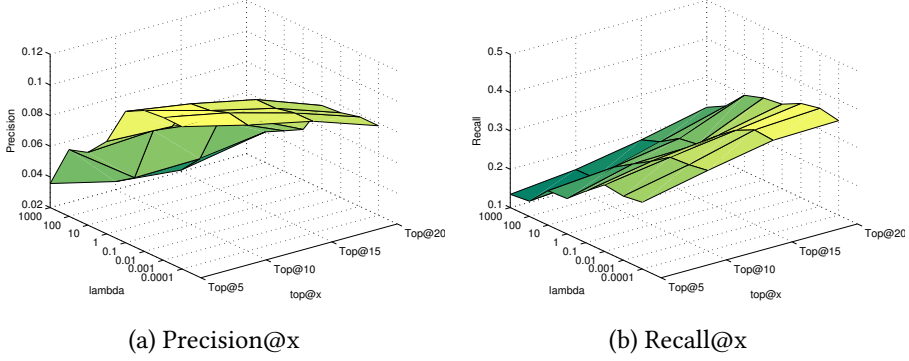 0.12
0.1
0.08
0.06
0.04
0.02
Precision
1000
100
10
1
0.1
0.01
0.001
0.0001
lambda
Top@5
Top@10
Top@15
Top@20
top@x
(a) Precision@x
0.5
0.4
0.3
0.2
0.1
Recall
1000
100
10
1
0.1
0.01
0.001
0.0001
lambda
Top@5
Top@10
Top@15
Top@20
top@x
(b) Recall@x